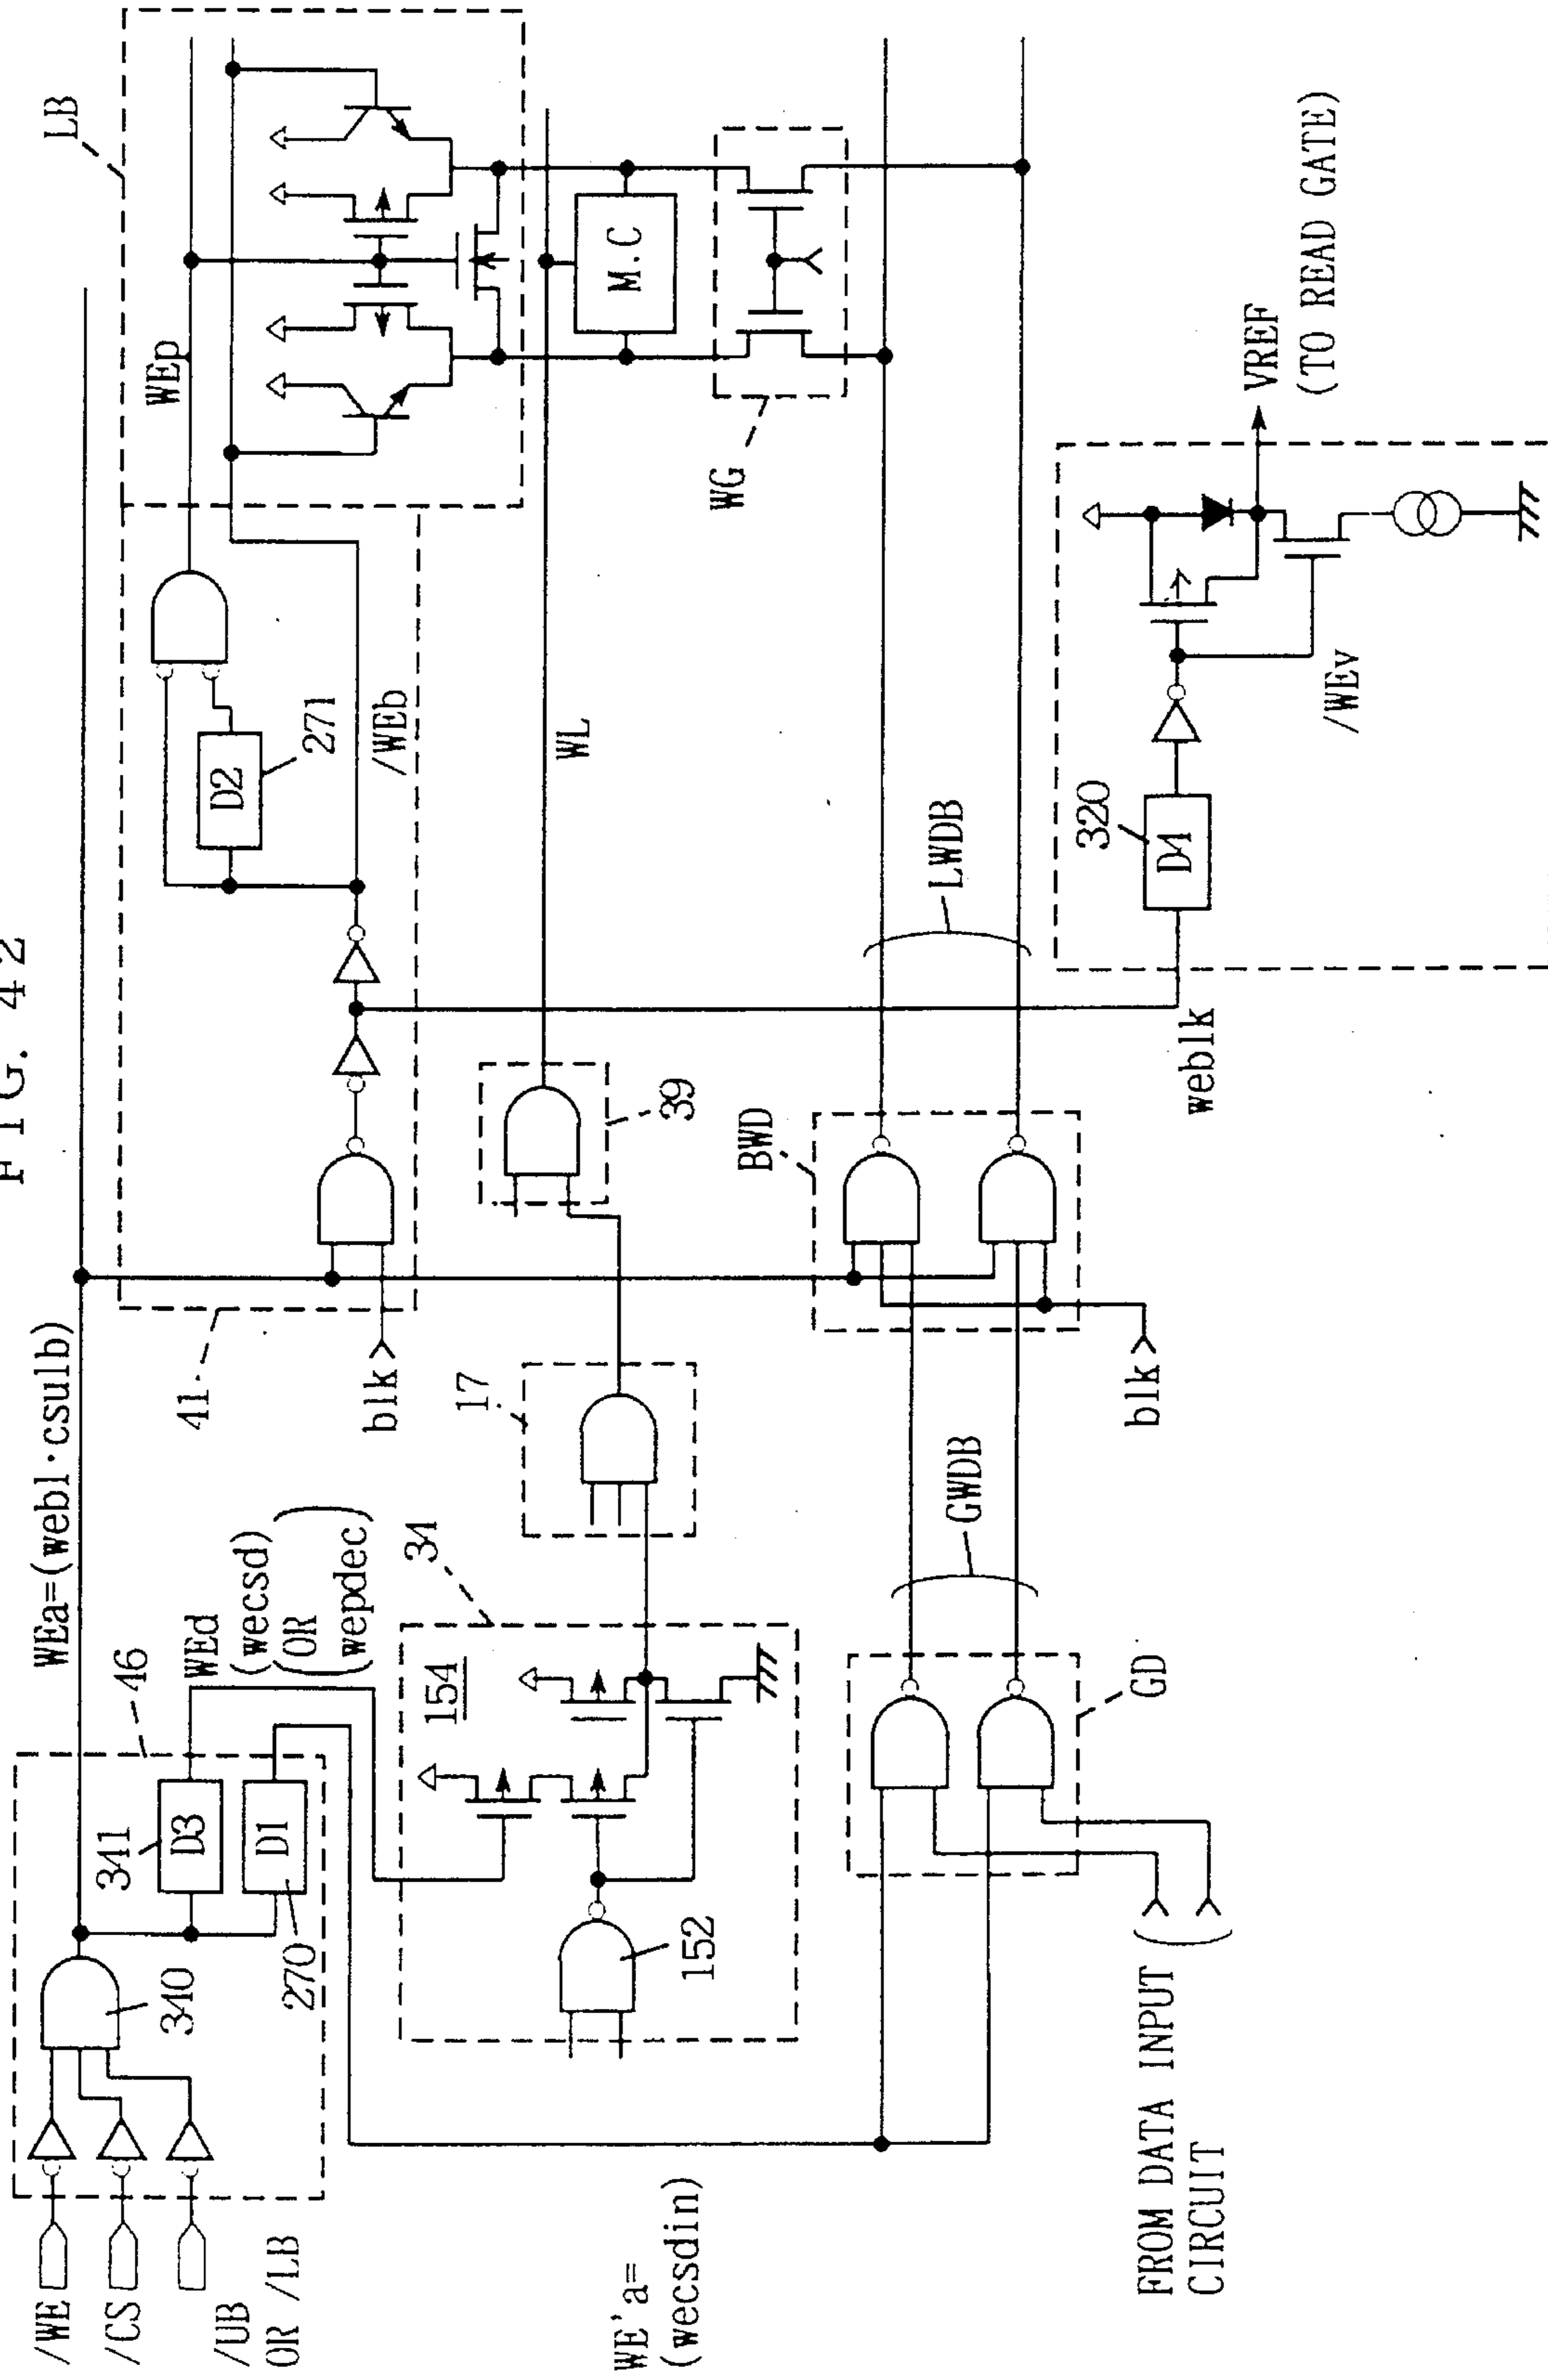 FIG. 42
/WE
/CS
/UB
OR /LB
340
341
D3
D1
270
46
WEa=(webl·csulb)
WEd
(wecsd)
OR
wepdec
WE'a=
(wecsdin)
152
154
34
17
39
41
blk
D2
271
/WEb
WEp
LB
WL
M.C
WG
FROM DATA INPUT
CIRCUIT
GD
GWDB
BWD
blk
LWDB
weblk
320
D4
/WEv
VREF
(TO READ GATE)